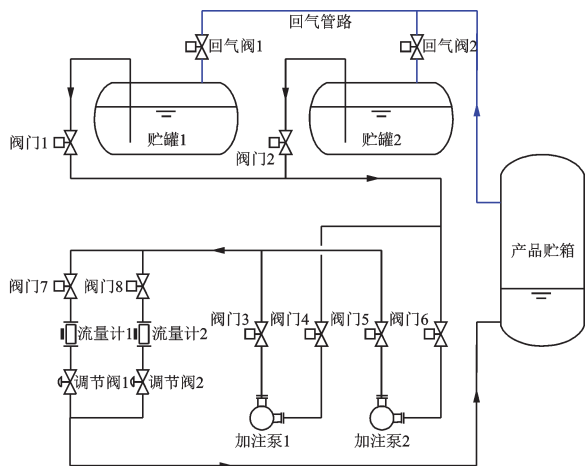 回气管路
回气阀1
回气阀2
贮罐1
贮罐2
阀门1
阀门2
产品贮箱
阀门7
阀门8
阀门3
阀门4
阀门5
阀门6
流量计1
流量计2
调节阀1
调节阀2
加注泵1
加注泵2